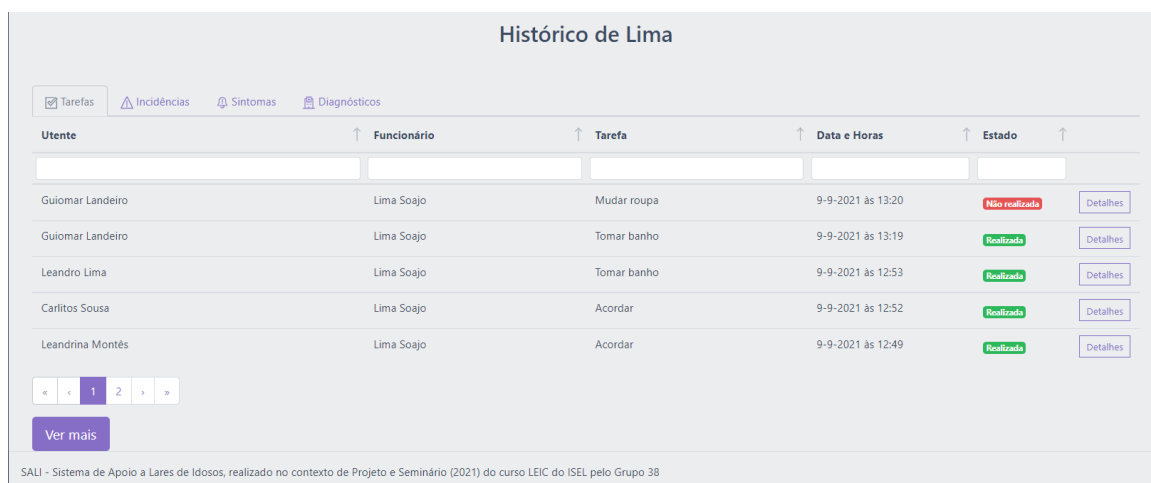 Histórico de Lima
Tarefas Incidências Sintomas Diagnósticos
Utente Funcionário Tarefa Data e Horas Estado
Guiomar Landeiro Lima Soajo Mudar roupa 9-9-2021 às 13:20 Não realizada Detalhes
Guiomar Landeiro Lima Soajo Tomar banho 9-9-2021 às 13:19 Realizada Detalhes
Leandro Lima Lima Soajo Tomar banho 9-9-2021 às 12:53 Realizada Detalhes
Carlitos Sousa Lima Soajo Acordar 9-9-2021 às 12:52 Realizada Detalhes
Leandrina Montês Lima Soajo Acordar 9-9-2021 às 12:49 Realizada Detalhes
« ‹ 1 2 › »
Ver mais
SALI - Sistema de Apoio a Lares de Idosos, realizado no contexto de Projeto e Seminário (2021) do curso LEIC do ISEL pelo Grupo 38